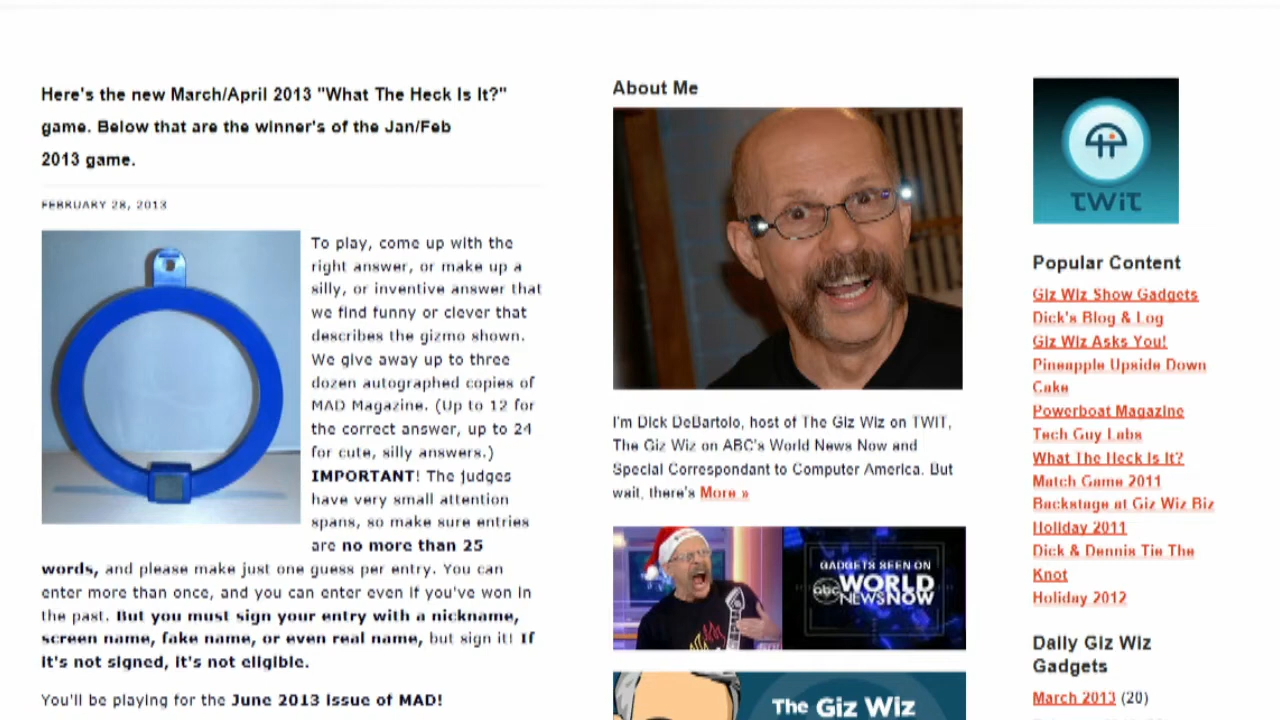 Here's the new March/April 2013 "What The Heck Is It?"
game. Below that are the winner's of the Jan/Feb
2013 game.
FEBRUARY 28, 2013
To play, come up with the
right answer, or make up a
silly, or inventive answer that
we find funny or clever that
describes the gizmo shown.
We give away up to three
dozen autographed copies of
MAD Magazine. (Up to 12 for
the correct answer, up to 24
for cute, silly answers.)
IMPORTANT! The judges
have very small attention
spans, so make sure entries
are no more than 25
words, and please make just one guess per entry. You can
enter more than once, and you can enter even if you've won in
the past. But you must sign your entry with a nickname,
screen name, fake name, or even real name, but sign it! If
it's not signed, it's not eligible.
You'll be playing for the June 2013 issue of MAD!
About Me
I'm Dick DeBartolo, host of The Giz Wiz on TWIT,
The Giz Wiz on ABC's World News Now and
Special Correspondant to Computer America. But
wait, there's More »
GADGETS SEEN ON
abc WORLD
NEWS NOW
The Giz Wiz
TWiT
Popular Content
Giz Wiz Show Gadgets
Dick's Blog & Log
Giz Wiz Asks You!
Pineapple Upside Down
Cake
Powerboat Magazine
Tech Guy Labs
What The Heck Is It?
Match Game 2011
Backstage at Giz Wiz Biz
Holiday 2011
Dick & Dennis Tie The
Knot
Holiday 2012
Daily Giz Wiz
Gadgets
March 2013 (20)